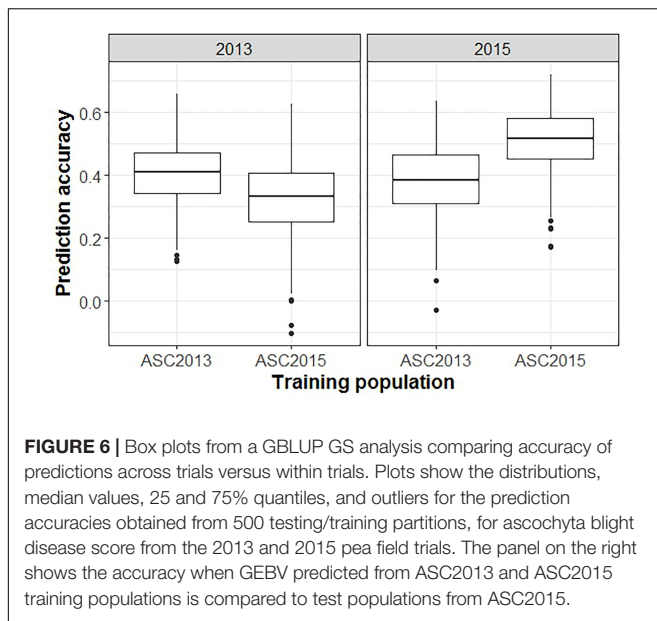 2013
2015
Prediction accuracy
0.6
0.4
0.2
0.0
ASC2013
ASC2015
ASC2013
ASC2015
Training population
FIGURE 6 | Box plots from a GBLUP GS analysis comparing accuracy of
predictions across trials versus within trials. Plots show the distributions,
median values, 25 and 75% quantiles, and outliers for the prediction
accuracies obtained from 500 testing/training partitions, for ascochyta blight
disease score from the 2013 and 2015 pea field trials. The panel on the right
shows the accuracy when GEBV predicted from ASC2013 and ASC2015
training populations is compared to test populations from ASC2015.